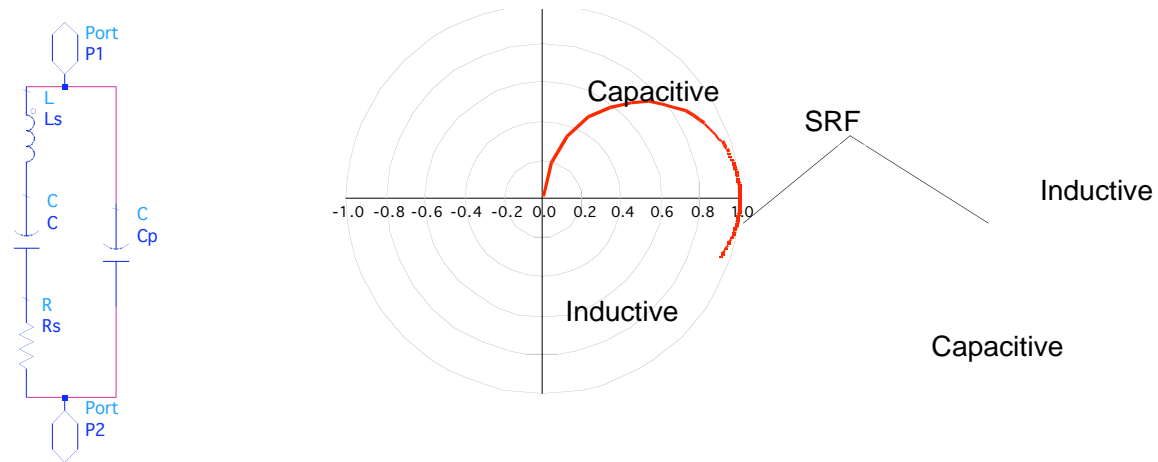 Port
P1
L
Ls
C
C
C
Cp
R
Rs
Port
P2
Capacitive
-1.0 -0.8 -0.6 -0.4 -0.2 0.0 0.2 0.4 0.6 0.8 1.0
Inductive
SRF
Inductive
Capacitive